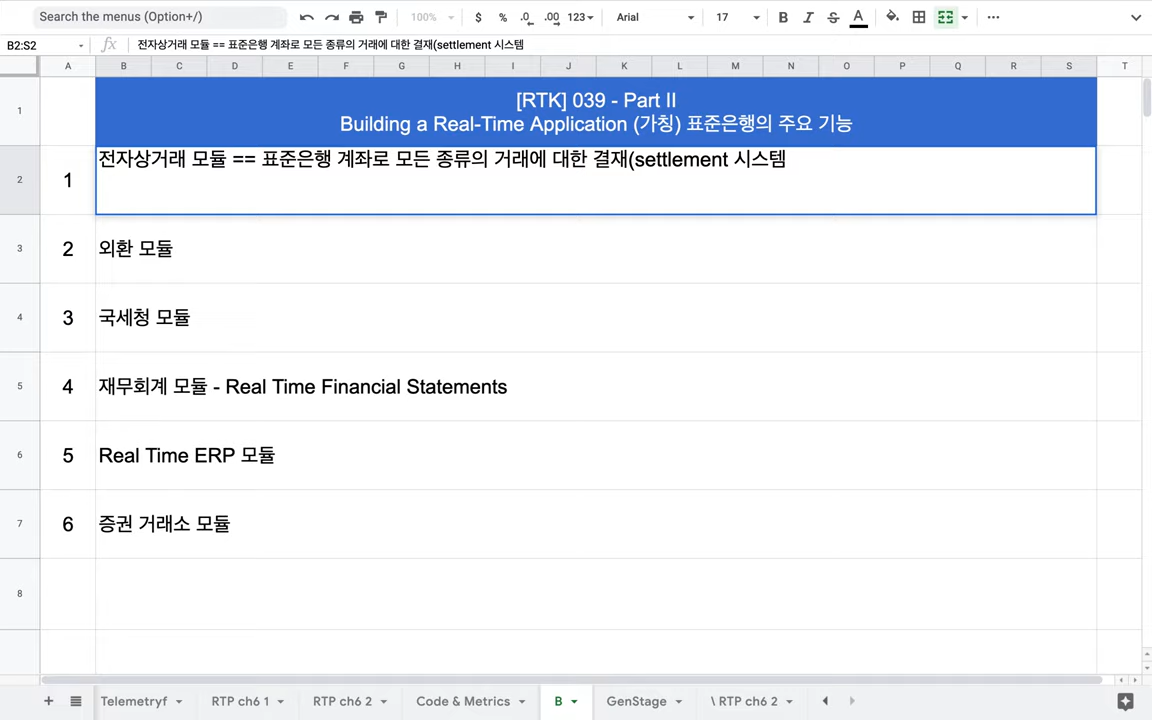 Search the menus (Option+/)
100%
$ % .0 .00 123
Arial
17
B I S A
B2:S2
fx
전자상거래 모듈 == 표준은행 계좌로 모든 종류의 거래에 대한 결재(settlement 시스템
A B C D E F G H I J K L M N O P Q R S T
1
[RTK] 039 - Part II
Building a Real-Time Application (가칭) 표준은행의 주요 기능
2
1
전자상거래 모듈 == 표준은행 계좌로 모든 종류의 거래에 대한 결재(settlement 시스템
3
2 외환 모듈
4
3 국세청 모듈
5
4 재무회계 모듈 - Real Time Financial Statements
6
5 Real Time ERP 모듈
7
6 증권 거래소 모듈
8
Telemetryf
RTP ch6 1
RTP ch6 2
Code & Metrics
B
GenStage
\ RTP ch6 2